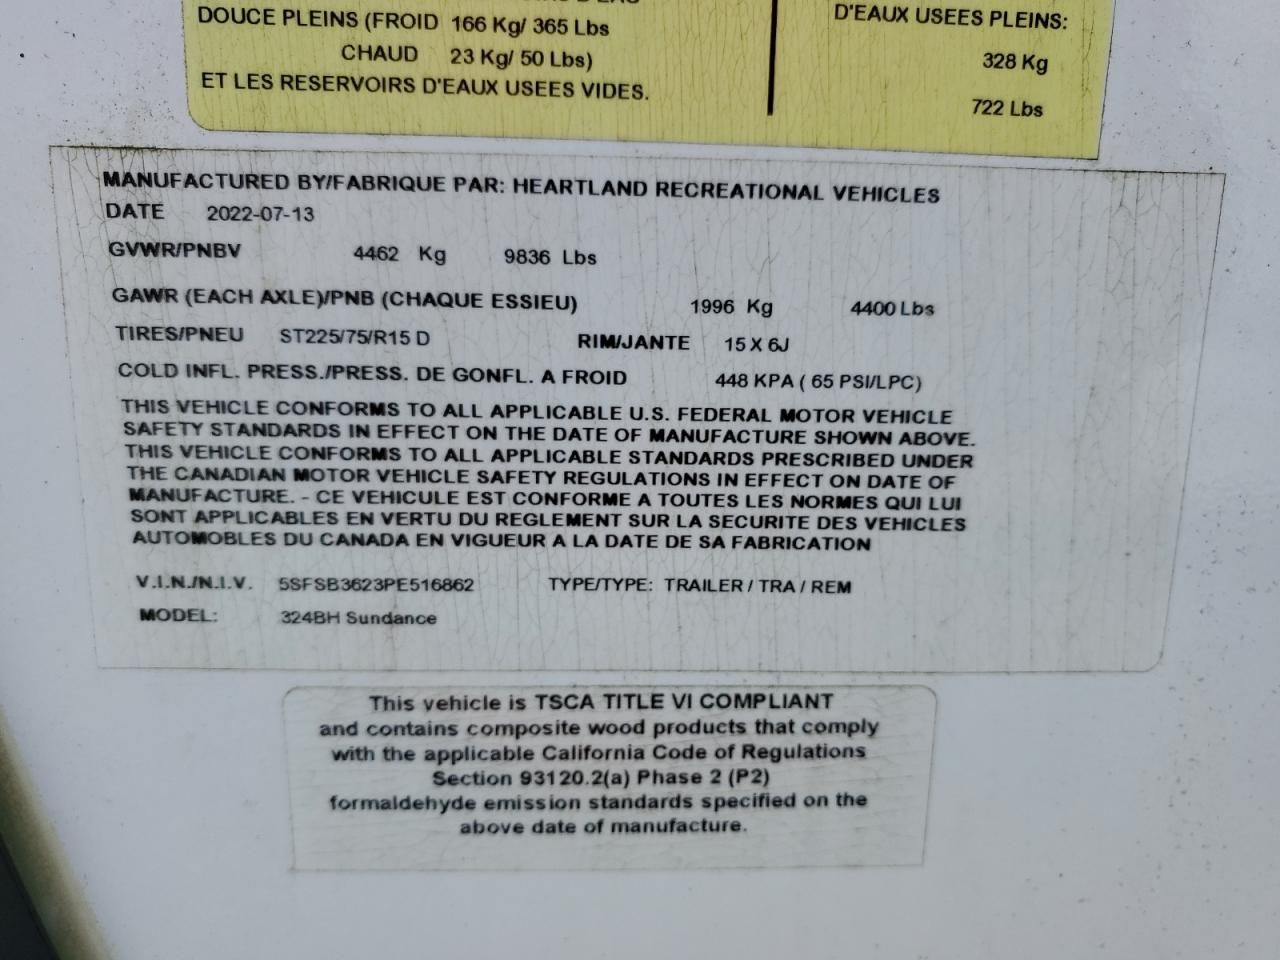 DOUCE PLEINS (FROID 166 Kg/ 365 Lbs
CHAUD 23 Kg/ 50 Lbs)
ET LES RESERVOIRS D'EAUX USEES VIDES.
D'EAUX USEES PLEINS:
328 Kg
722 Lbs
MANUFACTURED BY/FABRIQUE PAR: HEARTLAND RECREATIONAL VEHICLES
DATE 2022-07-13
GVWR/PNBV 4462 Kg 9836 Lbs
GAWR (EACH AXLE)/PNB (CHAQUE ESSIEU) 1996 Kg 4400 Lbs
TIRES/PNEU ST225/75/R15 D RIM/JANTE 15 X 6J
COLD INFL. PRESS./PRESS. DE GONFL. A FROID 448 KPA ( 65 PSI/LPC)
THIS VEHICLE CONFORMS TO ALL APPLICABLE U.S. FEDERAL MOTOR VEHICLE
SAFETY STANDARDS IN EFFECT ON THE DATE OF MANUFACTURE SHOWN ABOVE.
THIS VEHICLE CONFORMS TO ALL APPLICABLE STANDARDS PRESCRIBED UNDER
THE CANADIAN MOTOR VEHICLE SAFETY REGULATIONS IN EFFECT ON DATE OF
MANUFACTURE. - CE VEHICULE EST CONFORME A TOUTES LES NORMES QUI LUI
SONT APPLICABLES EN VERTU DU REGLEMENT SUR LA SECURITE DES VEHICLES
AUTOMOBLES DU CANADA EN VIGUEUR A LA DATE DE SA FABRICATION
V.I.N./N.I.V. 5SFSB3623PE516862 TYPE/TYPE: TRAILER / TRA / REM
MODEL: 324BH Sundance
This vehicle is TSCA TITLE VI COMPLIANT
and contains composite wood products that comply
with the applicable California Code of Regulations
Section 93120.2(a) Phase 2 (P2)
formaldehyde emission standards specified on the
above date of manufacture.